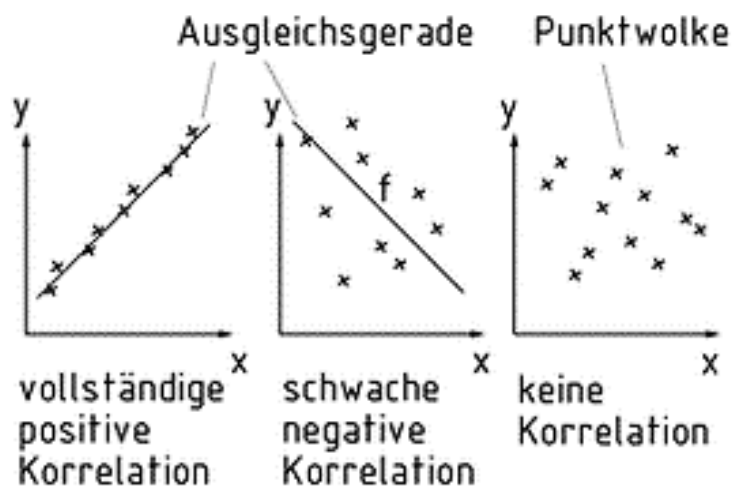 Ausgleichsgerade
Punktwolke
y
x
vollständige
positive
Korrelation
y
f
x
schwache
negative
Korrelation
y
x
keine
Korrelation